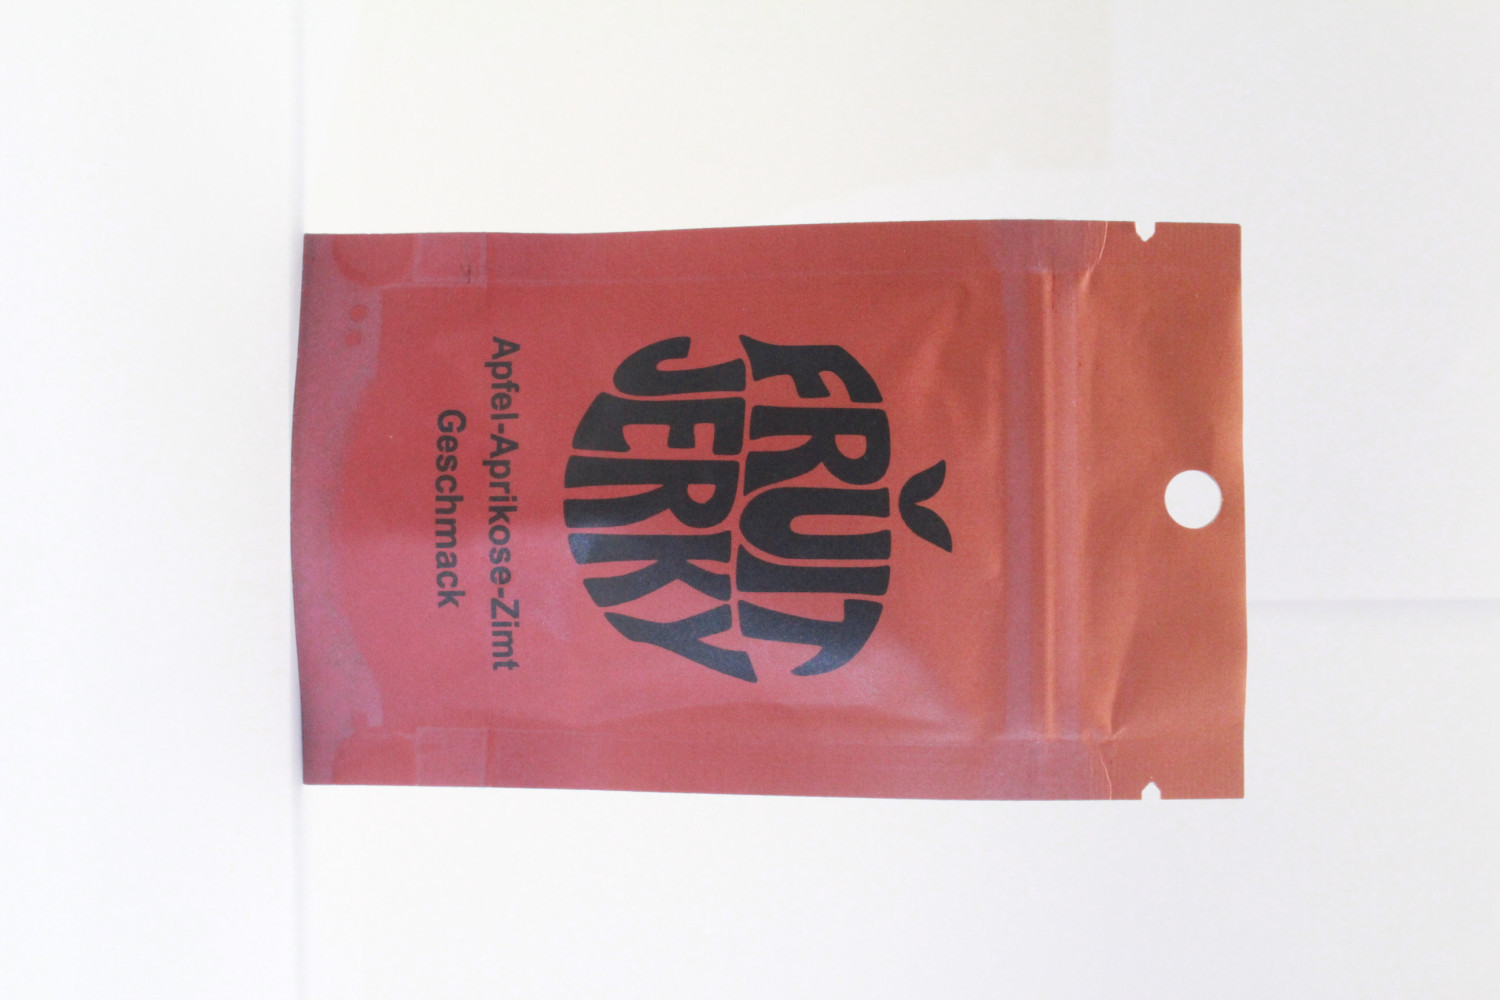 FRUIT
JERKY
Apfel-Aprikose-Zimt
Geschmack